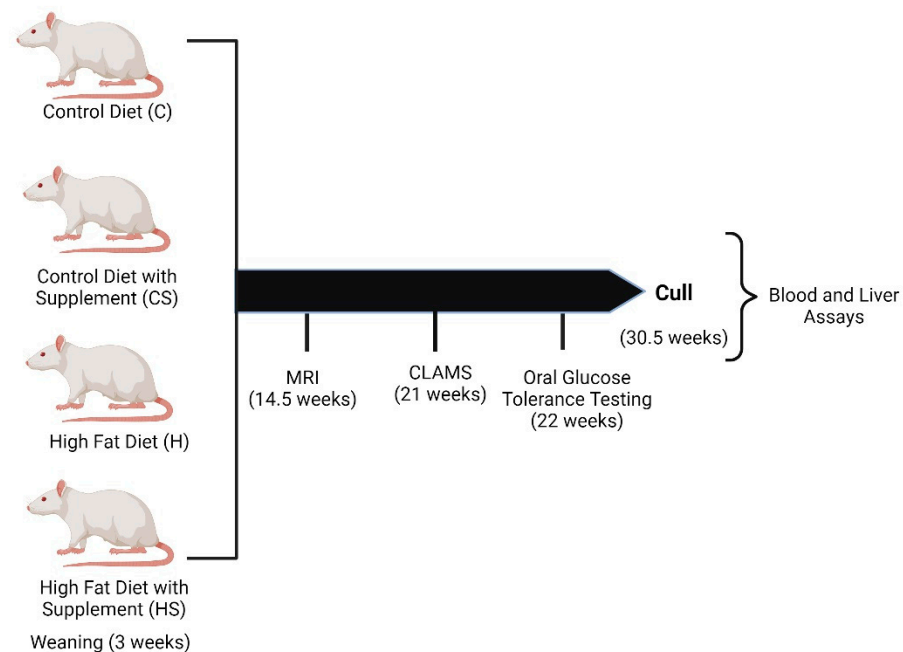 Control Diet (C)
Control Diet with
Supplement (CS)
High Fat Diet (H)
High Fat Diet with
Supplement (HS)
Weaning (3 weeks)
MRI
(14.5 weeks)
CLAMS
(21 weeks)
Oral Glucose
Tolerance Testing
(22 weeks)
Cull
(30.5 weeks)
Blood and Liver
Assays